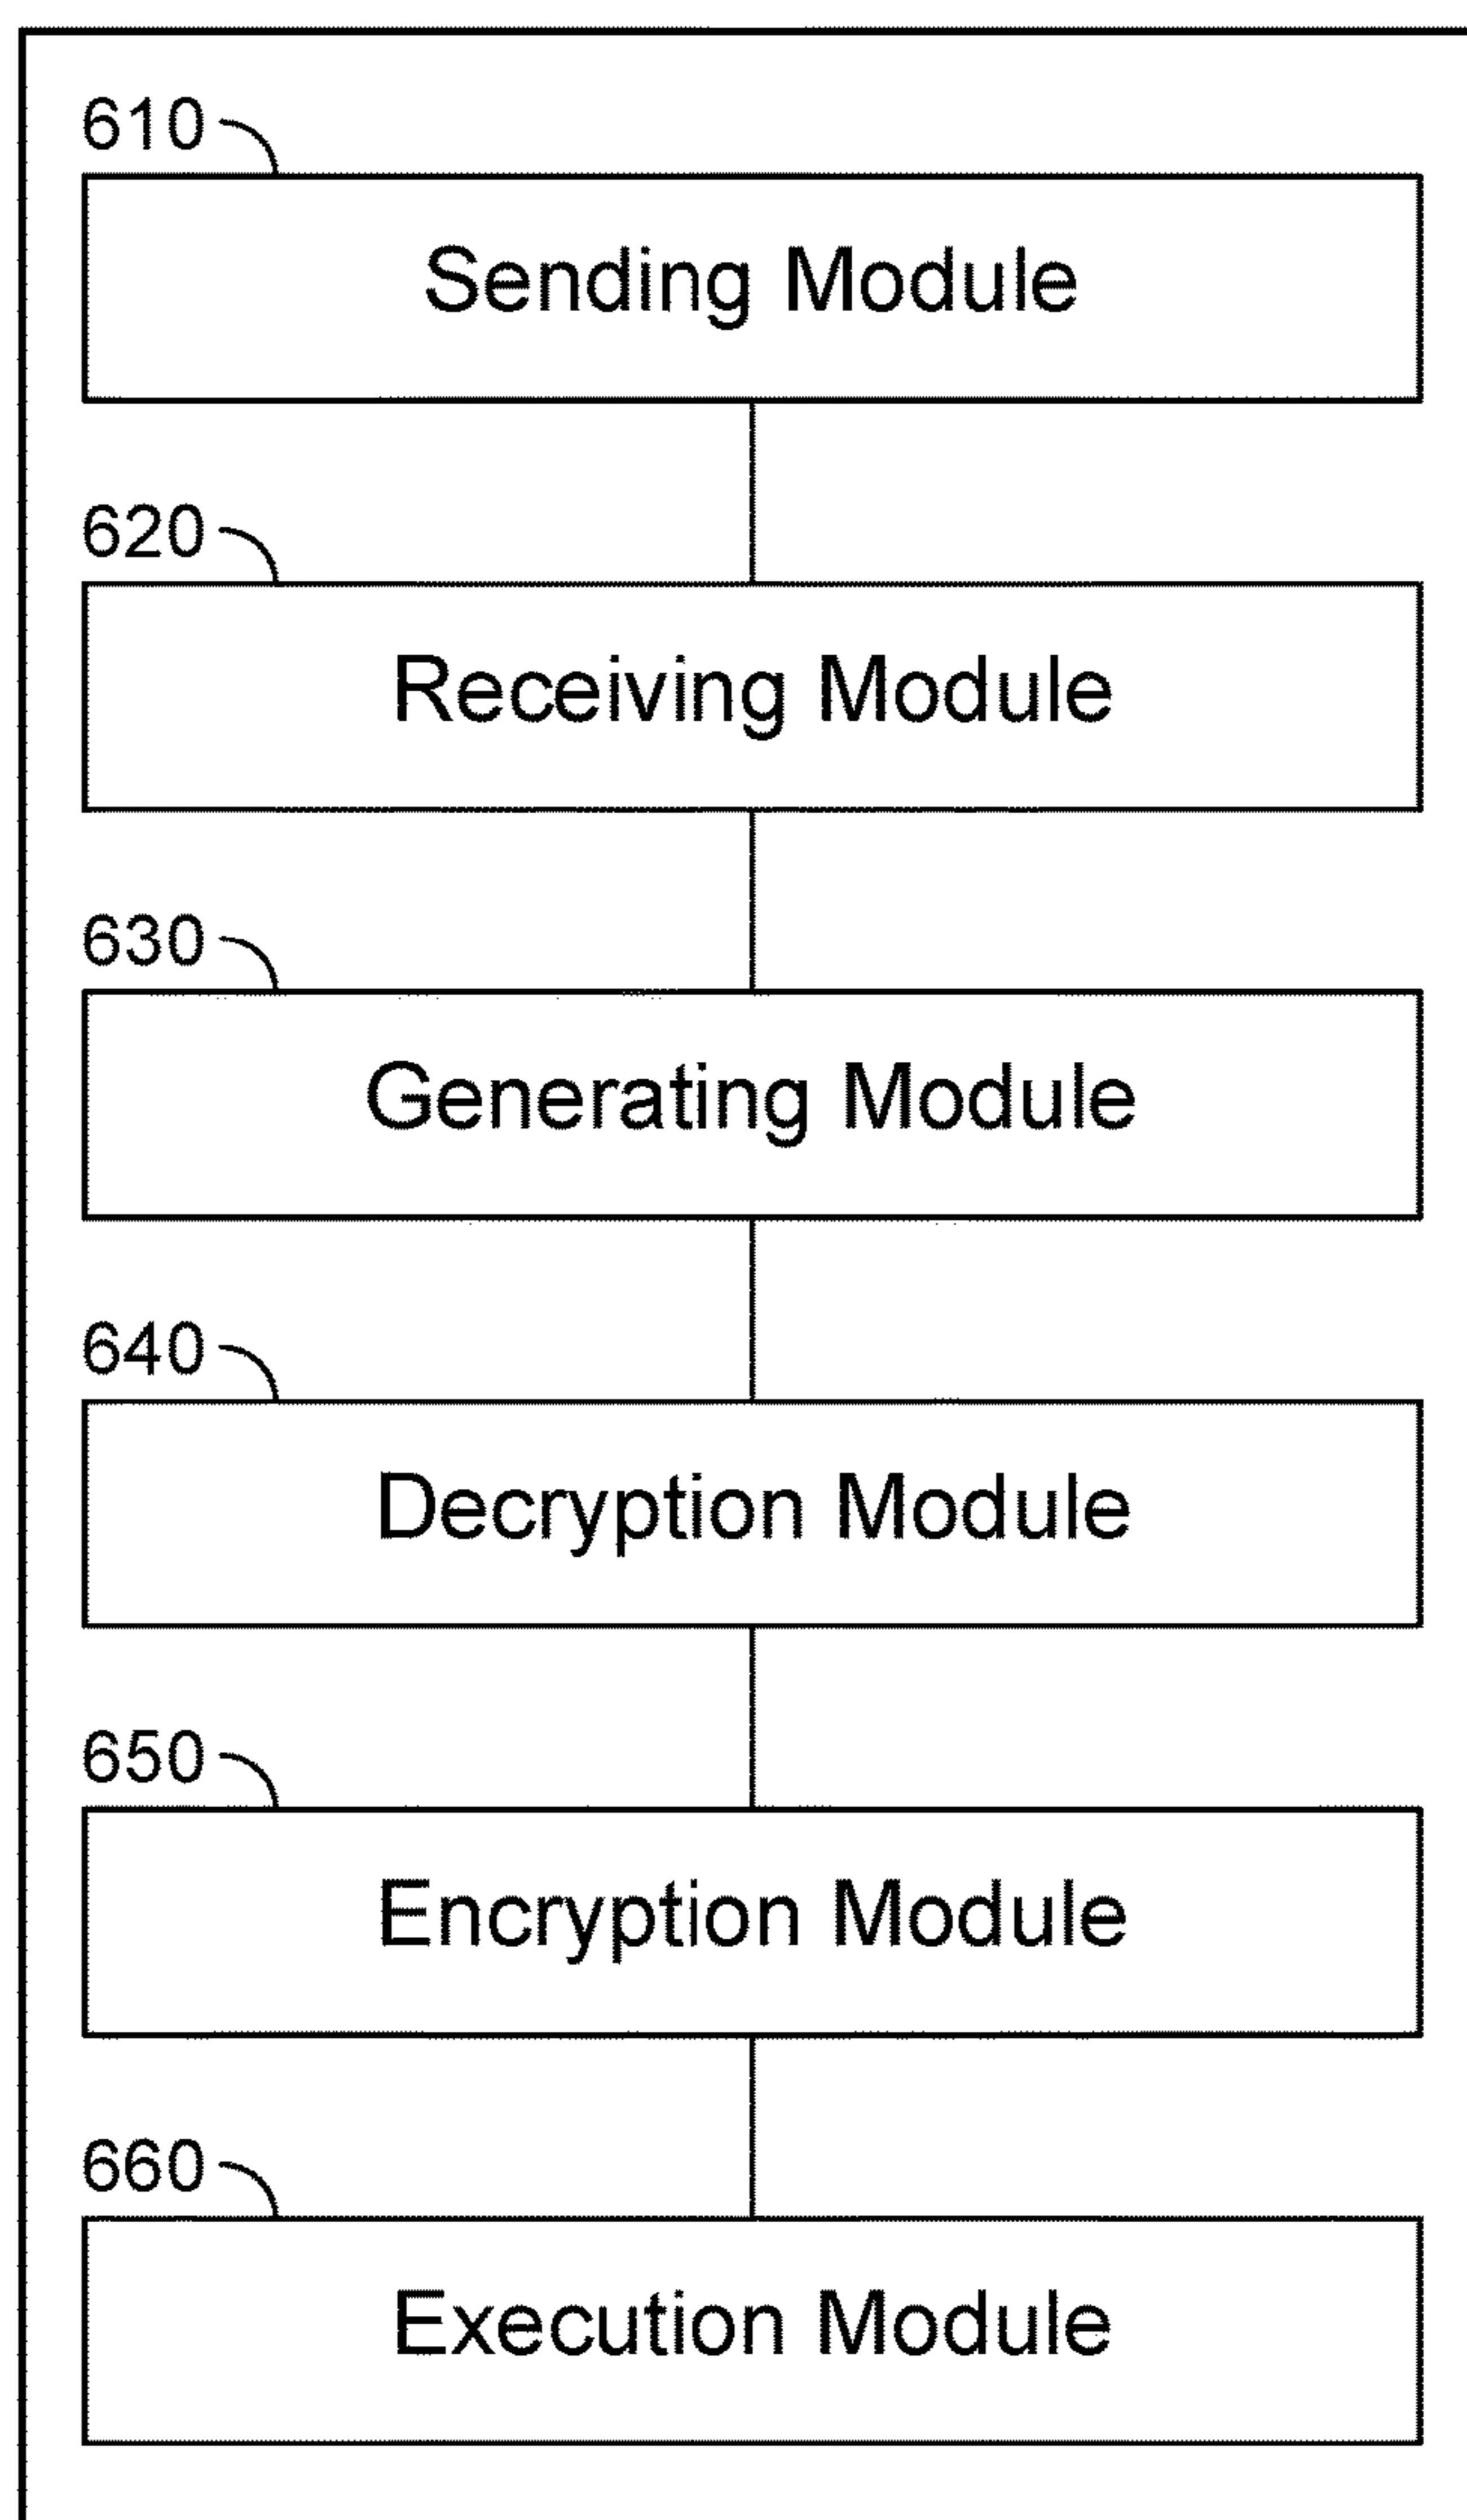 610
Sending Module
620
Receiving Module
630
Generating Module
640
Decryption Module
650
Encryption Module
660
Execution Module